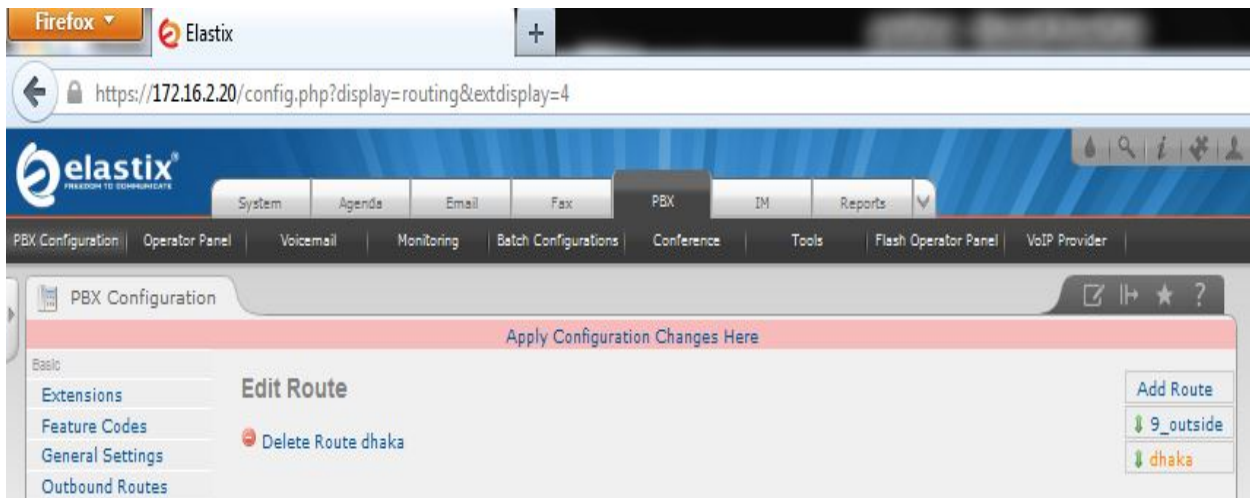 Firefox
Elastix
https://172.16.2.20/config.php?display=routing&extdisplay=4
elastix®
FREEDOM TO COMMUNICATE
System Agenda Email Fax PBX IM Reports
PBX Configuration Operator Panel Voicemail Monitoring Batch Configurations Conference Tools Flash Operator Panel VoIP Provider
PBX Configuration
Apply Configuration Changes Here
Basic
Extensions
Feature Codes
General Settings
Outbound Routes
Edit Route
Delete Route dhaka
Add Route
9_outside
dhaka